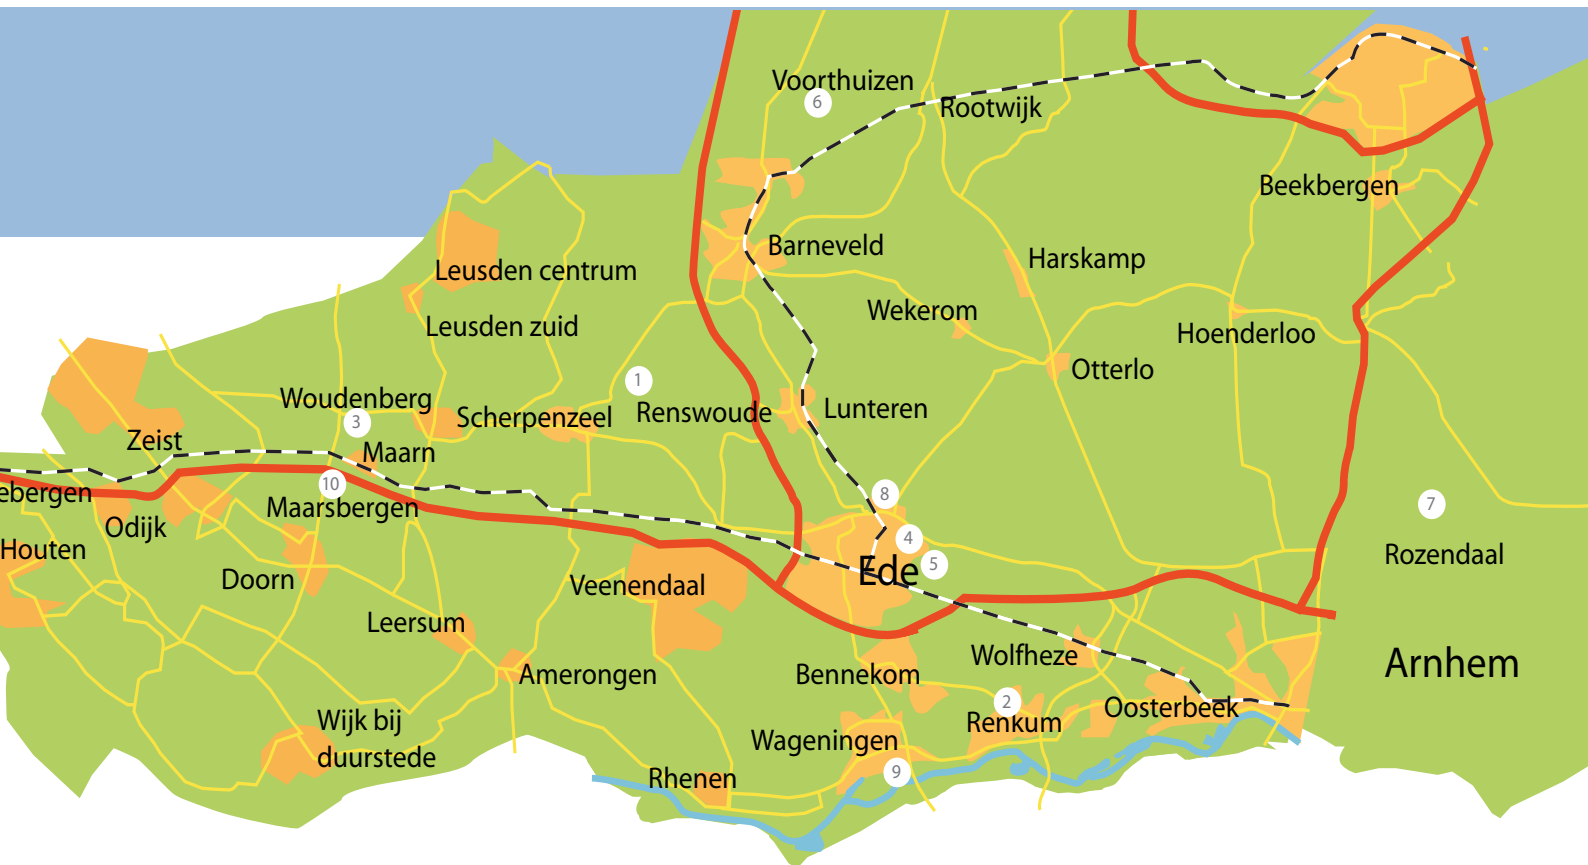 Voorthuizen
6
Rootwijk
Beekbergen
Barneveld
Harskamp
Leusden centrum
Wekerom
Leusden zuid
Hoenderloo
Otterlo
1
Woudenberg
Renswoude
Lunteren
Scherpenzeel
3
Zeist
Maarn
10
ebergen
8
Maarsbergen
7
Odijk
4
Houten
Rozendaal
5
Ede
Doorn
Veenendaal
Leersum
Wolfheze
Arnhem
Amerongen
Bennekom
2
Oosterbeek
Renkum
Wijk bij
duurstede
Wageningen
9
Rhenen